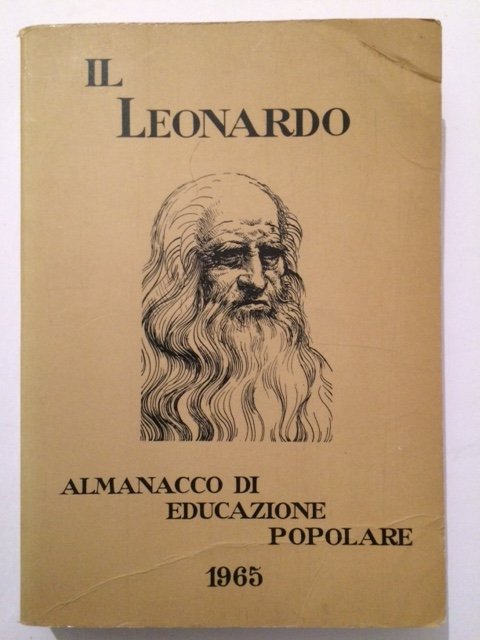 IL
LEONARDO
ALMANACCO DI
EDUCAZIONE
POPOLARE
1965